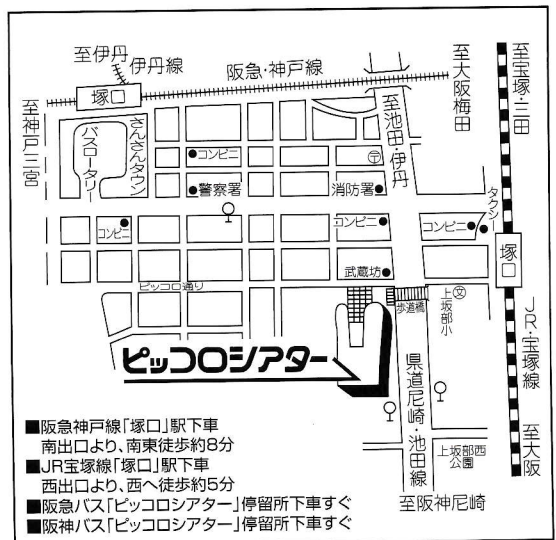 至伊丹
伊丹線
阪急・神戸線
塚口
至神戸三宮
バスロータリー
さんさんタウン
コンビニ
警察署
消防署
〒
至池田・伊丹
至大阪梅田
至宝塚・三田
タクシー
コンビニ
コンビニ
コンビニ
塚口
武蔵坊
ピッコロ通り
歩道橋
文
上坂部小
JR・宝塚線
ピッコロシアター
県道尼崎・池田線
上坂部西公園
至大阪
至阪神尼崎
■阪急神戸線「塚口」駅下車
南出口より、南東徒歩約8分
■JR宝塚線「塚口」駅下車
西出口より、西へ徒歩約5分
■阪急バス「ピッコロシアター」停留所下車すぐ
■阪神バス「ピッコロシアター」停留所下車すぐ